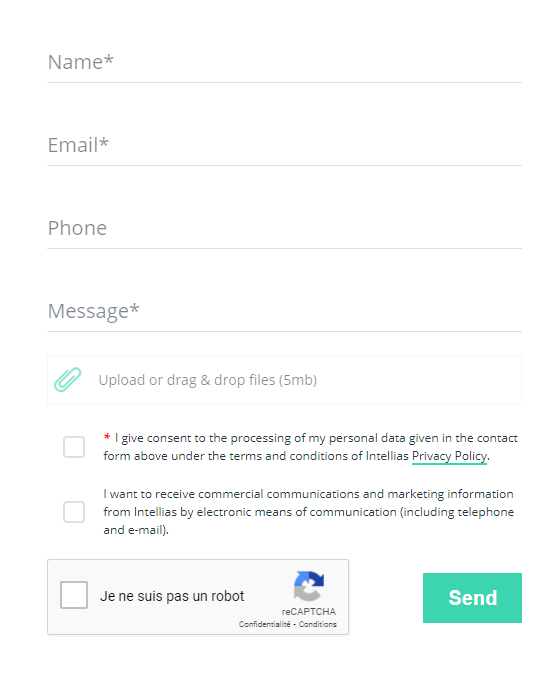 Name*
Email*
Phone
Message*
Upload or drag & drop files (5mb)
* I give consent to the processing of my personal data given in the contact
form above under the terms and conditions of Intellias Privacy Policy.
I want to receive commercial communications and marketing information
from Intellias by electronic means of communication (including telephone
and e-mail).
Je ne suis pas un robot
reCAPTCHA
Confidentialité - Conditions
Send